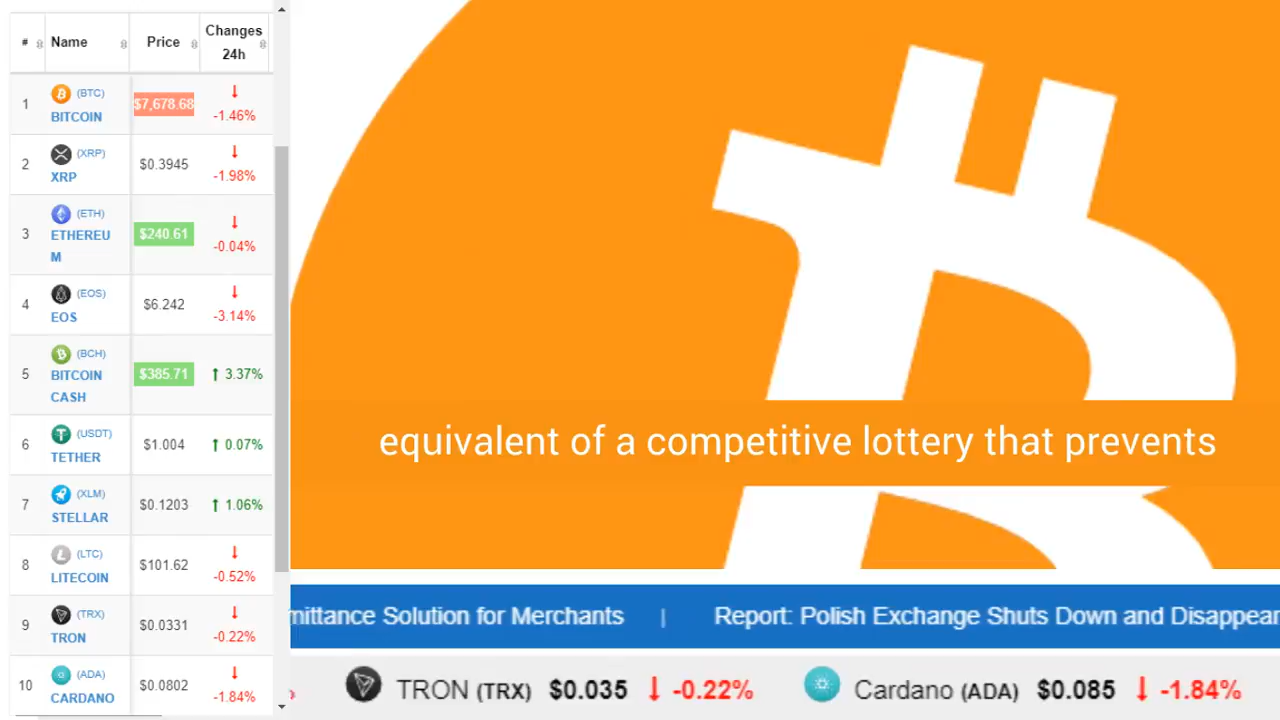 # Name Price Changes
24h
1 (BTC) $7,678.68
BITCOIN -1.46%
2 (XRP) $0.3945
XRP -1.98%
3 (ETH) $240.61
ETHEREU
M -0.04%
4 (EOS) $6.242
EOS -3.14%
5 (BCH) $385.71 3.37%
BITCOIN
CASH
6 (USDT) $1.004 0.07%
TETHER
7 (XLM) $0.1203 1.06%
STELLAR
8 (LTC) $101.62
LITECOIN -0.52%
9 (TRX) $0.0331
TRON -0.22%
10 (ADA) $0.0802
CARDANO -1.84%
equivalent of a competitive lottery that prevents
mittance Solution for Merchants | Report: Polish Exchange Shuts Down and Disappear
TRON (TRX) $0.035 -0.22% Cardano (ADA) $0.085 -1.84%